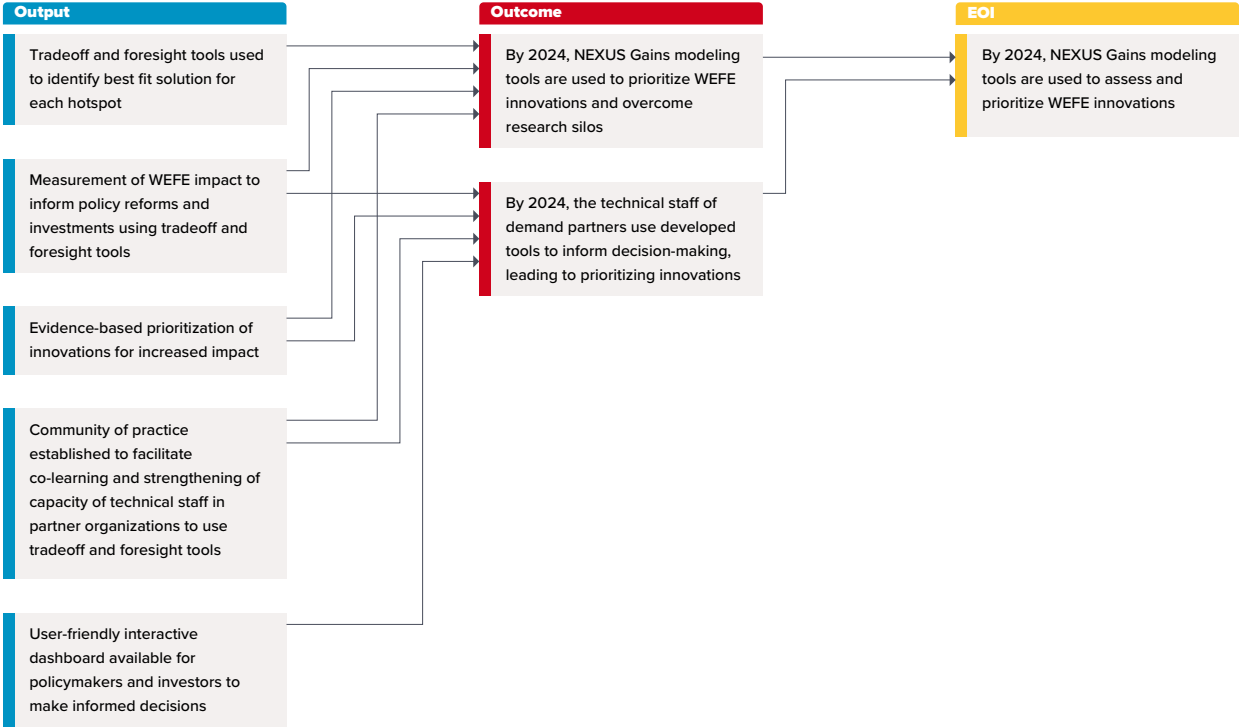 Output
Tradeoff and foresight tools used
to identify best fit solution for
each hotspot
Measurement of WEFE impact to
inform policy reforms and
investments using tradeoff and
foresight tools
Evidence-based prioritization of
innovations for increased impact
Community of practice
established to facilitate
co-learning and strengthening of
capacity of technical staff in
partner organizations to use
tradeoff and foresight tools
User-friendly interactive
dashboard available for
policymakers and investors to
make informed decisions
Outcome
By 2024, NEXUS Gains modeling
tools are used to prioritize WEFE
innovations and overcome
research silos
By 2024, the technical staff of
demand partners use developed
tools to inform decision-making,
leading to prioritizing innovations
EOI
By 2024, NEXUS Gains modeling
tools are used to assess and
prioritize WEFE innovations